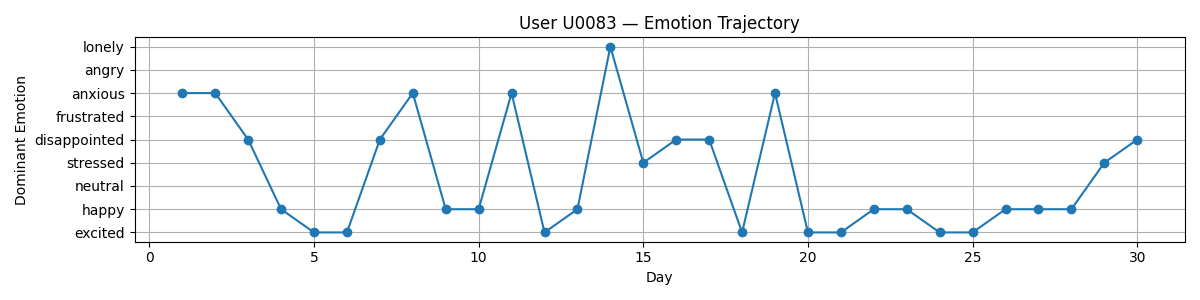 User U0083 — Emotion Trajectory
Dominant Emotion
lonely
angry
anxious
frustrated
disappointed
stressed
neutral
happy
excited
0 5 10 15 20 25 30
Day